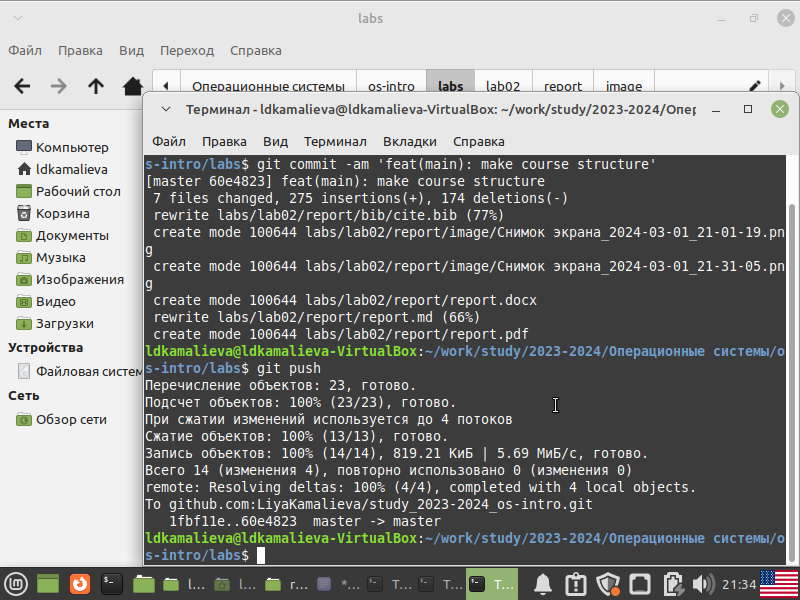 labs
Файл Правка Вид Переход Справка
Операционные системы os-intro labs lab02 report image
Места
Компьютер
ldkamalieva
Рабочий стол
Корзина
Документы
Музыка
Изображения
Видео
Загрузки
Устройства
Файловая систем
Сеть
Обзор сети
Терминал - ldkamalieva@ldkamalieva-VirtualBox: ~/work/study/2023-2024/Опер
Файл Правка Вид Терминал Вкладки Справка
s-intro/labs$ git commit -am 'feat(main): make course structure'
[master 60e4823] feat(main): make course structure
7 files changed, 275 insertions(+), 174 deletions(-)
rewrite labs/lab02/report/bib/cite.bib (77%)
create mode 100644 labs/lab02/report/image/Снимок экрана_2024-03-01_21-01-19.pn
g
create mode 100644 labs/lab02/report/image/Снимок экрана_2024-03-01_21-31-05.pn
g
create mode 100644 labs/lab02/report/report.docx
rewrite labs/lab02/report/report.md (66%)
create mode 100644 labs/lab02/report/report.pdf
ldkamalieva@ldkamalieva-VirtualBox:~/work/study/2023-2024/Операционные системы/o
s-intro/labs$ git push
Перечисление объектов: 23, готово.
Подсчет объектов: 100% (23/23), готово.
При сжатии изменений используется до 4 потоков
Сжатие объектов: 100% (13/13), готово.
Запись объектов: 100% (14/14), 819.21 КиБ | 5.69 МиБ/с, готово.
Всего 14 (изменения 4), повторно использовано 0 (изменения 0)
remote: Resolving deltas: 100% (4/4), completed with 4 local objects.
To github.com:LiyaKamalieva/study_2023-2024_os-intro.git
1fbf11e..60e4823 master -> master
ldkamalieva@ldkamalieva-VirtualBox:~/work/study/2023-2024/Операционные системы/o
s-intro/labs$
l... l... r... *... T... T... T... 21:34